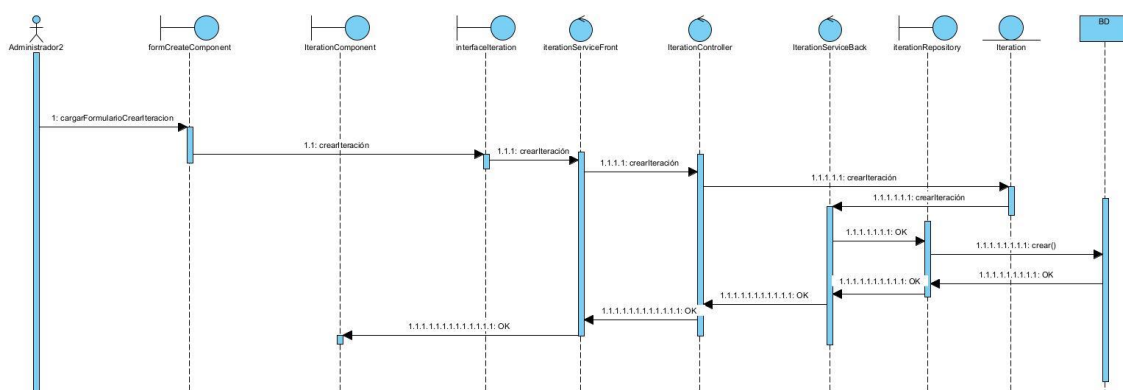 Administrador2
formCreateComponent
IterationComponent
interfaceIteration
iterationServiceFront
IterationController
IterationServiceBack
iterationRepository
Iteration
BD
1: cargarFormularioCrearIteracion
1.1: crearIteración
1.1.1: crearIteración
1.1.1.1: crearIteración
1.1.1.1.1: crearIteración
1.1.1.1.1.1: crearIteración
1.1.1.1.1.1.1: OK
1.1.1.1.1.1.1.1: crear()
1.1.1.1.1.1.1.1.1: OK
1.1.1.1.1.1.1.1.1.1: OK
1.1.1.1.1.1.1.1.1.1.1: OK
1.1.1.1.1.1.1.1.1.1.1.1: OK
1.1.1.1.1.1.1.1.1.1.1.1.1: OK